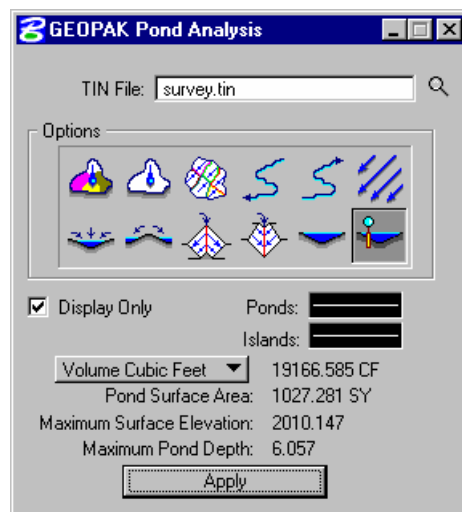 GEOPAK Pond Analysis
TIN File: survey.tin
Options
Display Only Ponds:
Islands:
Volume Cubic Feet 19166.585 CF
Pond Surface Area: 1027.281 SY
Maximum Surface Elevation: 2010.147
Maximum Pond Depth: 6.057
Apply